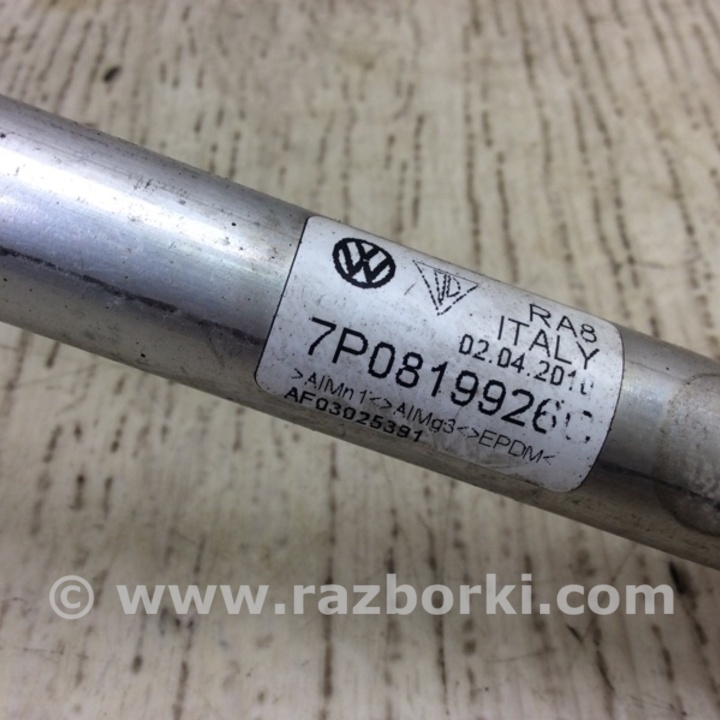 RA8
ITALY
02.04.2010
7P0819926C
>AlMn1<>AlMg3<>EPDM<
AF03025391
© www.razborki.com